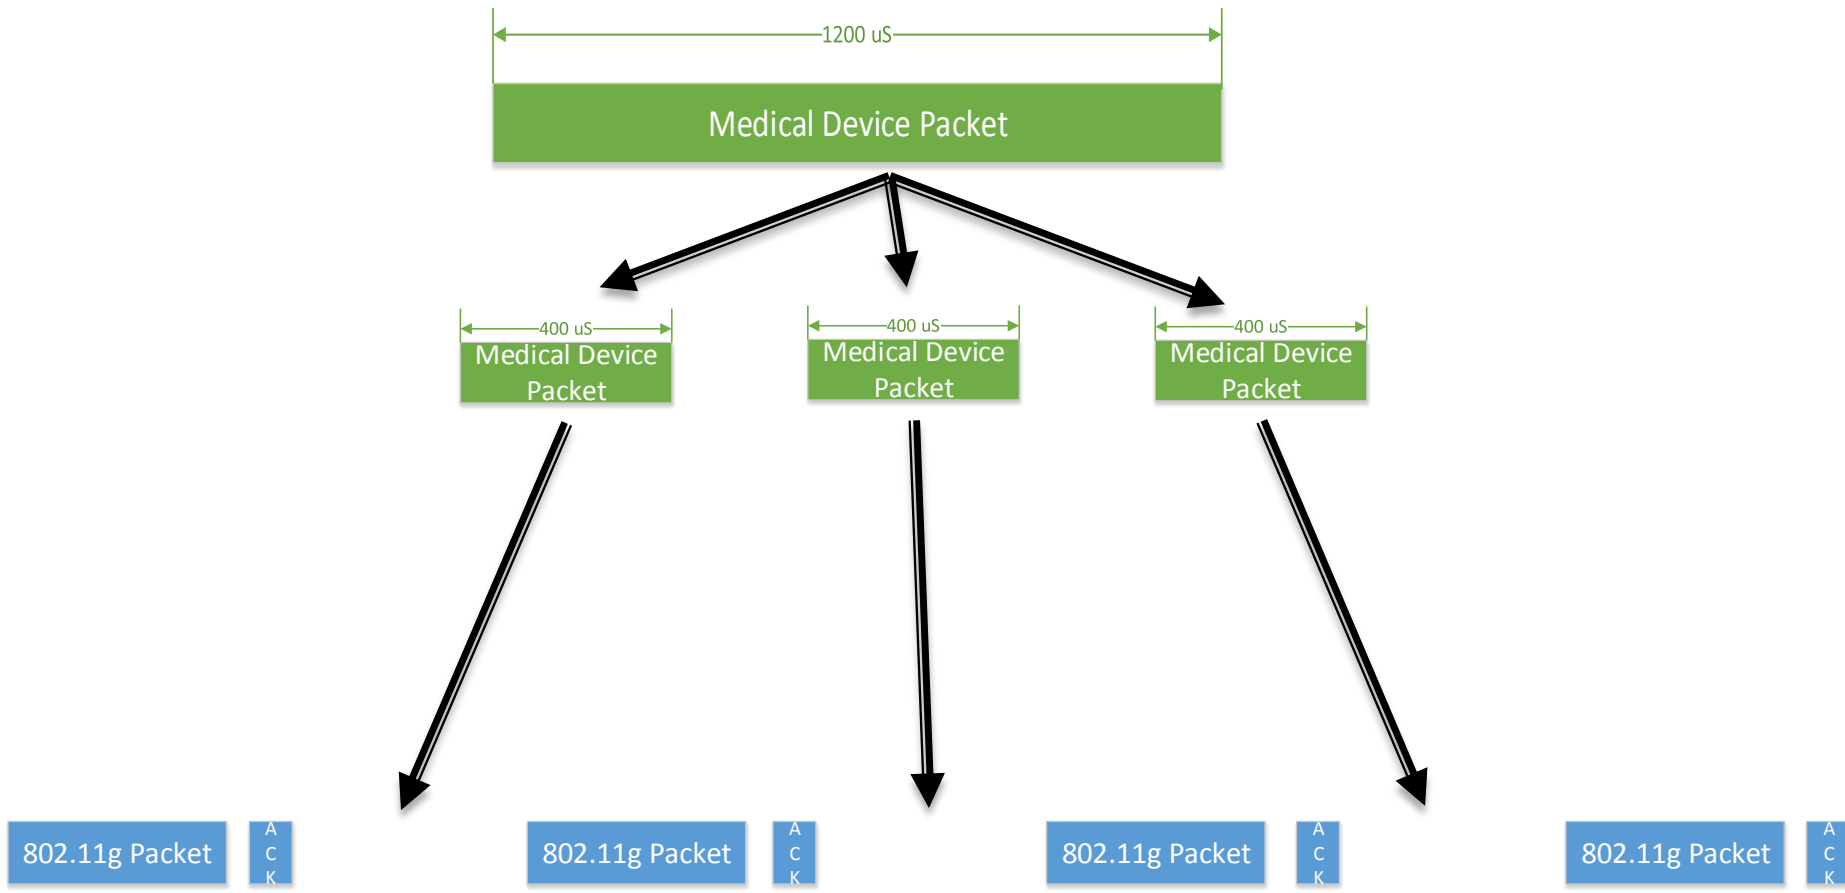 1200 uS
Medical Device Packet
400 uS
400 uS
400 uS
Medical Device
Packet
Medical Device
Packet
Medical Device
Packet
802.11g Packet
A
C
K
802.11g Packet
A
C
K
802.11g Packet
A
C
K
802.11g Packet
A
C
K